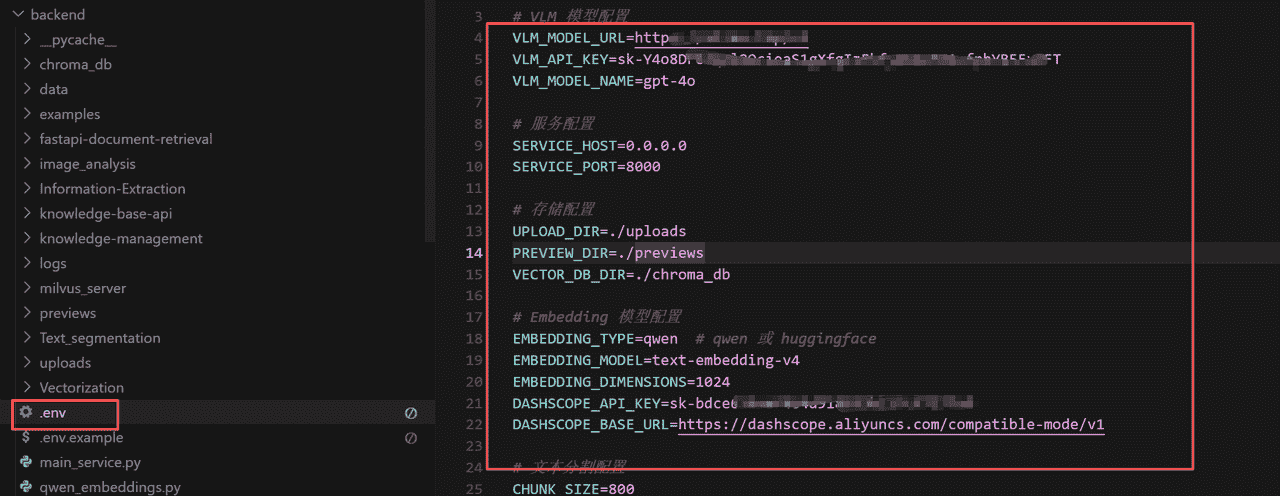 backend
__pycache__
chroma_db
data
examples
fastapi-document-retrieval
image_analysis
Information-Extraction
knowledge-base-api
knowledge-management
logs
milvus_server
previews
Text_segmentation
uploads
Vectorization
.env
.env.example
main_service.py
qwen_embeddings.py
3 # VLM 模型配置
4 VLM_MODEL_URL=http
5 VLM_API_KEY=
6 VLM_MODEL_NAME=gpt-4o
7
8 # 服务配置
9 SERVICE_HOST=0.0.0.0
10 SERVICE_PORT=8000
11
12 # 存储配置
13 UPLOAD_DIR=./uploads
14 PREVIEW_DIR=./previews
15 VECTOR_DB_DIR=./chroma_db
16
17 # Embedding 模型配置
18 EMBEDDING_TYPE=qwen # qwen 或 huggingface
19 EMBEDDING_MODEL=text-embedding-v4
20 EMBEDDING_DIMENSIONS=1024
21 DASHSCOPE_API_KEY=
22 DASHSCOPE_BASE_URL=https://dashscope.aliyuncs.com/compatible-mode/v1
23
24 # 文本分割配置
25 CHUNK_SIZE=800